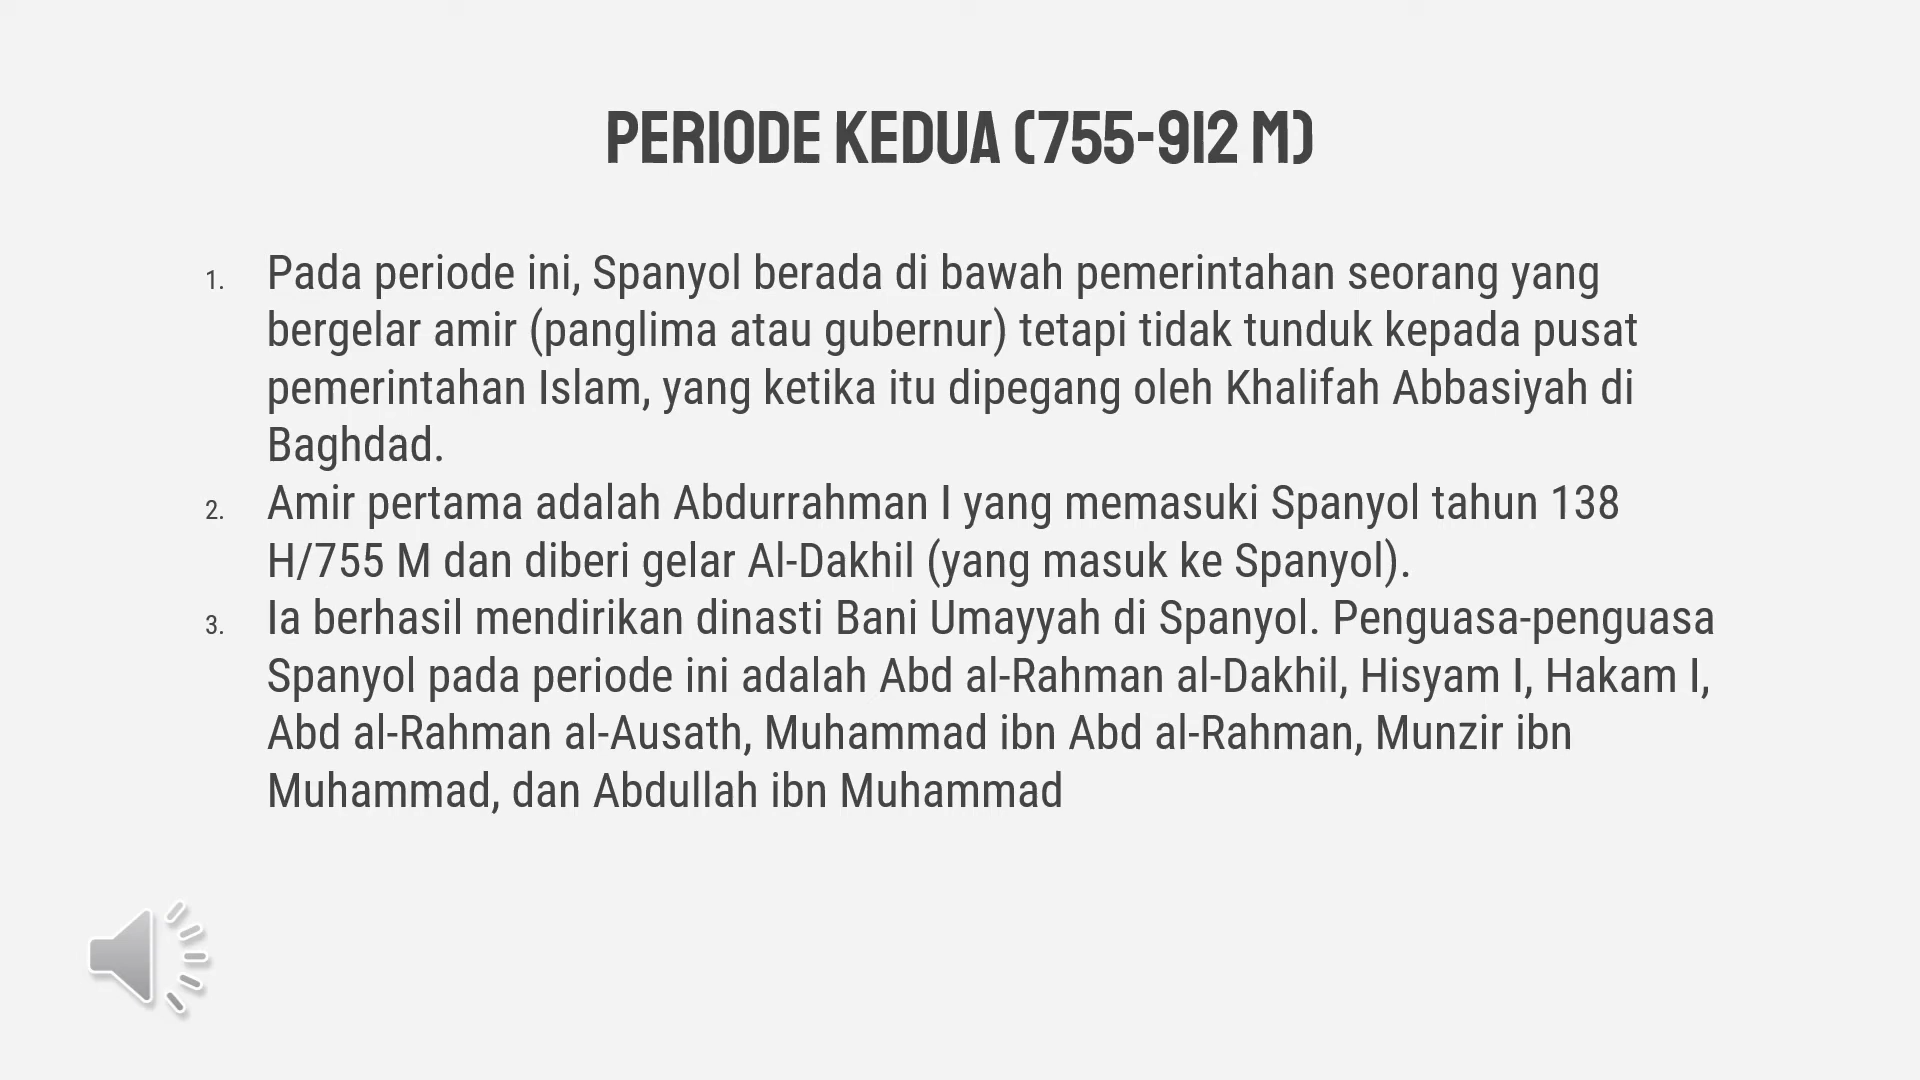 PERIODE KEDUA (755-912 M)
1. Pada periode ini, Spanyol berada di bawah pemerintahan seorang yang
bergelar amir (panglima atau gubernur) tetapi tidak tunduk kepada pusat
pemerintahan Islam, yang ketika itu dipegang oleh Khalifah Abbasiyah di
Baghdad.
2. Amir pertama adalah Abdurrahman I yang memasuki Spanyol tahun 138
H/755 M dan diberi gelar Al-Dakhil (yang masuk ke Spanyol).
3. Ia berhasil mendirikan dinasti Bani Umayyah di Spanyol. Penguasa-penguasa
Spanyol pada periode ini adalah Abd al-Rahman al-Dakhil, Hisyam I, Hakam I,
Abd al-Rahman al-Ausath, Muhammad ibn Abd al-Rahman, Munzir ibn
Muhammad, dan Abdullah ibn Muhammad